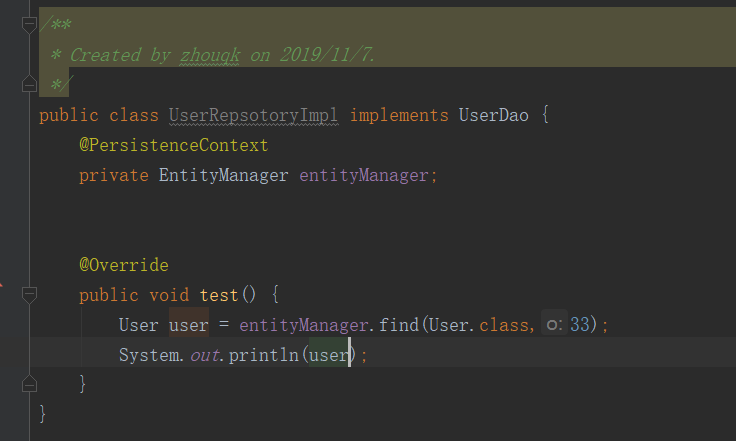 /**
* Created by zhouqk on 2019/11/7.
*/
public class UserRepsotoryImpl implements UserDao {
@PersistenceContext
private EntityManager entityManager;
@Override
public void test() {
User user = entityManager.find(User.class, o: 33);
System.out.println(user);
}
}